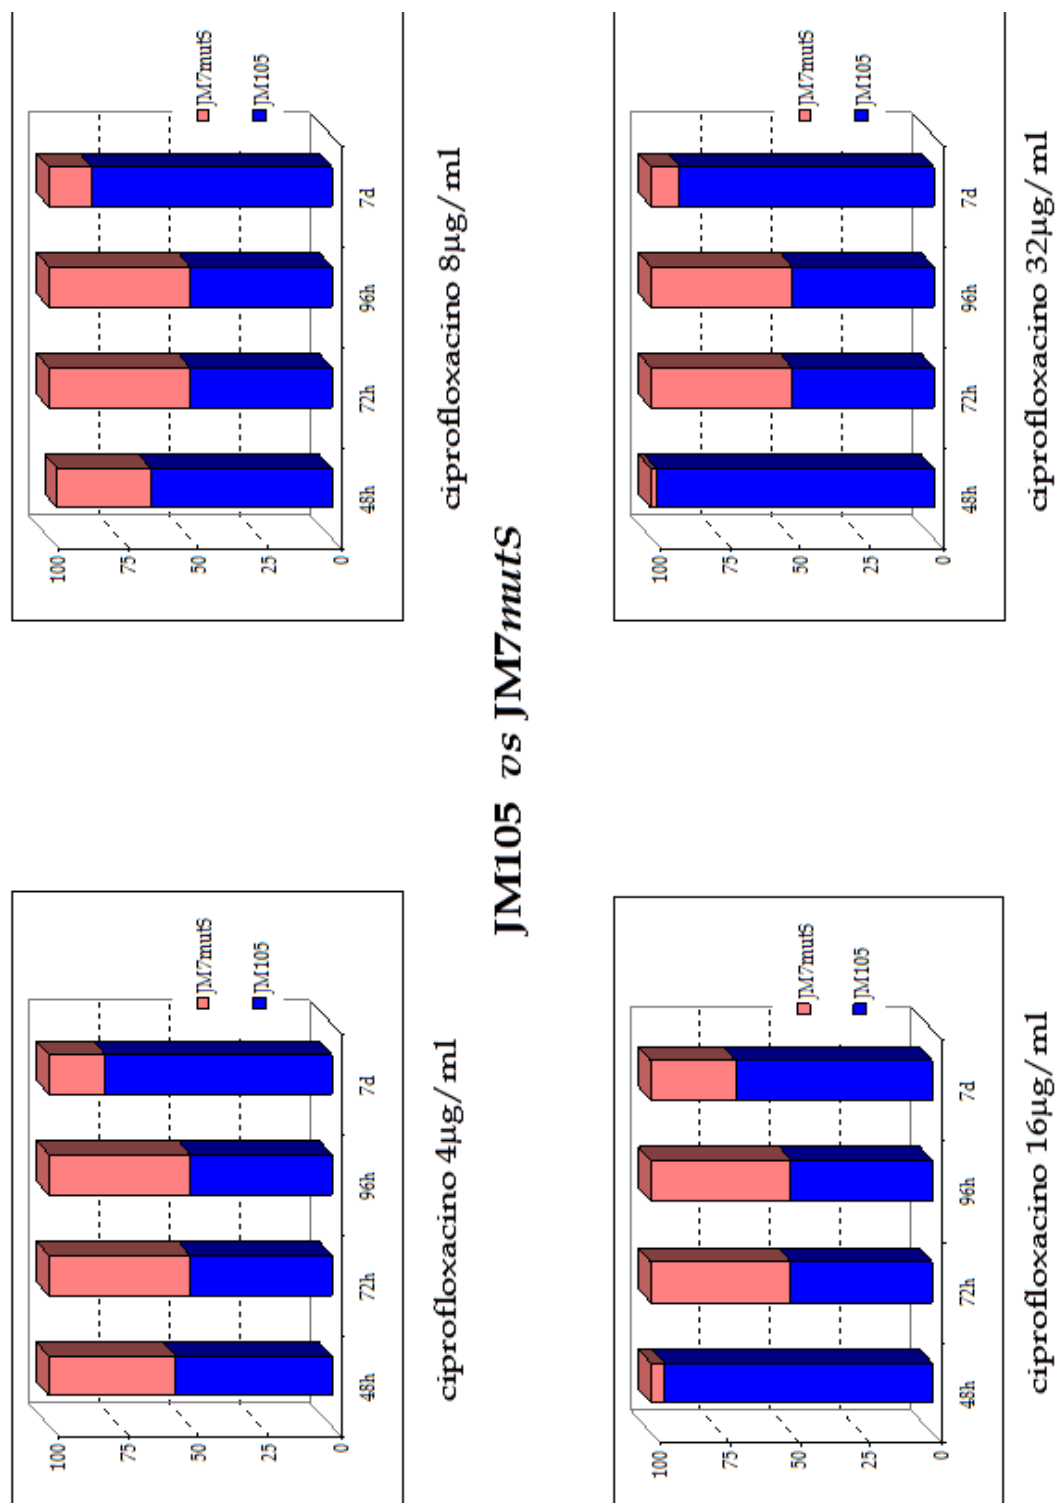 100
75
50
25
0
48h
72h
96h
7d
JM7mutS
JM105
ciprofloxacino 4µg/ml
100
75
50
25
0
48h
72h
96h
7d
JM7mutS
JM105
ciprofloxacino 8µg/ml
JM105 vs JM7mutS
100
75
50
25
0
48h
72h
96h
7d
JM7mutS
JM105
ciprofloxacino 16µg/ml
100
75
50
25
0
48h
72h
96h
7d
JM7mutS
JM105
ciprofloxacino 32µg/ml